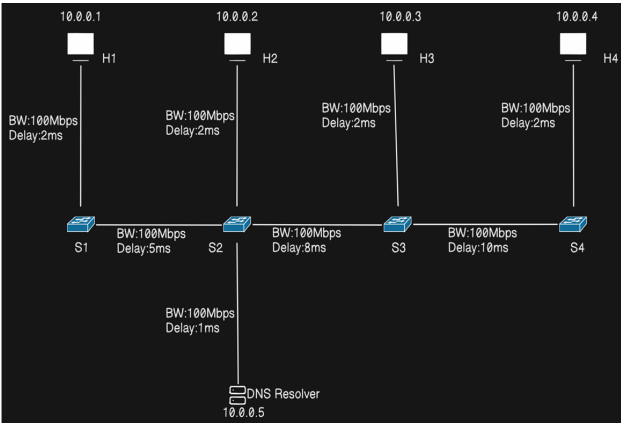 10.0.0.1
10.0.0.2
10.0.0.3
10.0.0.4
H1
H2
H3
H4
BW:100Mbps
Delay:2ms
BW:100Mbps
Delay:2ms
BW:100Mbps
Delay:2ms
BW:100Mbps
Delay:2ms
S1
BW:100Mbps
Delay:5ms
S2
BW:100Mbps
Delay:8ms
S3
BW:100Mbps
Delay:10ms
S4
BW:100Mbps
Delay:1ms
DNS Resolver
10.0.0.5